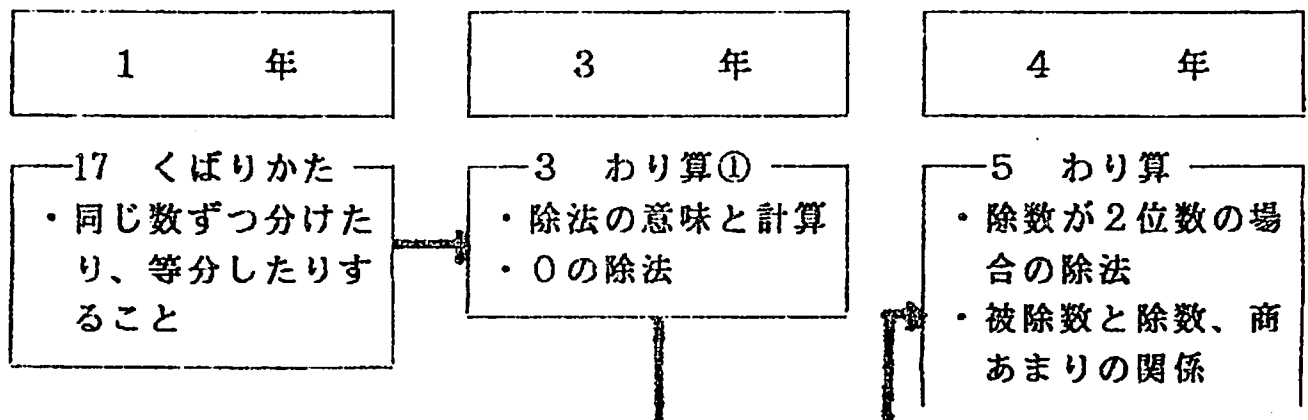 1 年
3 年
4 年
17 くばりかた
・同じ数ずつ分けた
り、等分したりす
ること
3 わり算①
・除法の意味と計算
・0の除法
5 わり算
・除数が2位数の場
合の除法
・被除数と除数、商
あまりの関係